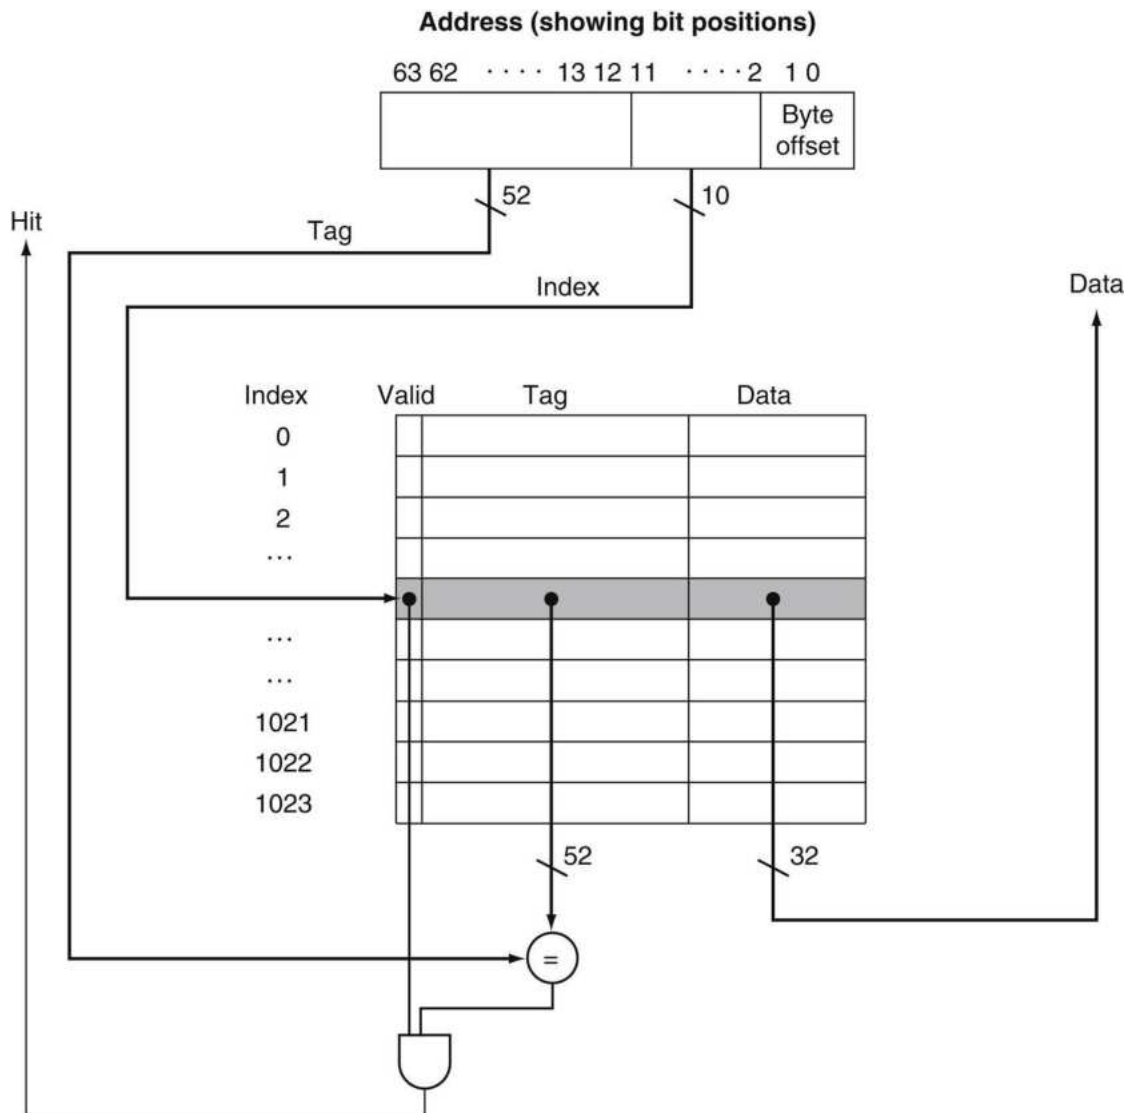 Address (showing bit positions)
63 62 · · · · 13 12 11 · · · · 2 1 0
Byte
offset
52 10
Hit
Tag
Index
Data
Index Valid Tag Data
0
1
2
...
...
...
1021
1022
1023
52 32
=